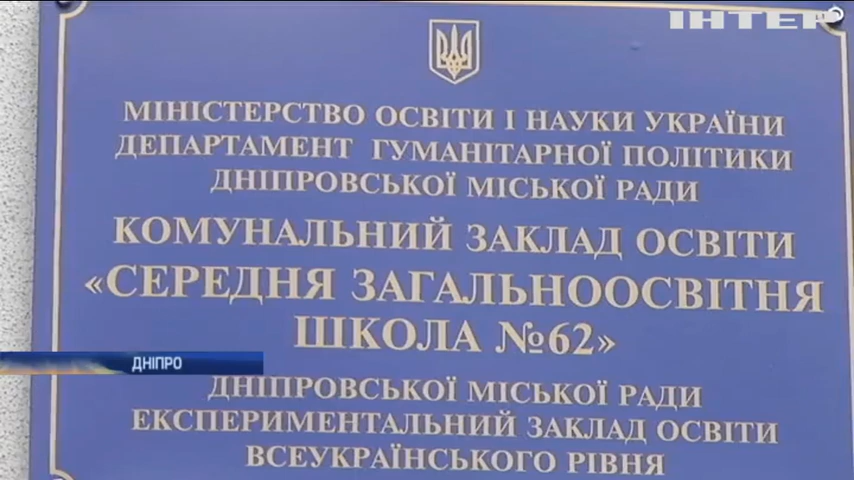 ІНТЕР
МІНІСТЕРСТВО ОСВІТИ І НАУКИ УКРАЇНИ
ДЕПАРТАМЕНТ ГУМАНІТАРНОЇ ПОЛІТИКИ
ДНІПРОВСЬКОЇ МІСЬКОЇ РАДИ
КОМУНАЛЬНИЙ ЗАКЛАД ОСВІТИ
«СЕРЕДНЯ ЗАГАЛЬНООСВІТНЯ
ШКОЛА №62»
ДНІПРО
ДНІПРОВСЬКОЇ МІСЬКОЇ РАДИ
ЕКСПЕРИМЕНТАЛЬНИЙ ЗАКЛАД ОСВІТИ
ВСЕУКРАЇНСЬКОГО РІВНЯ